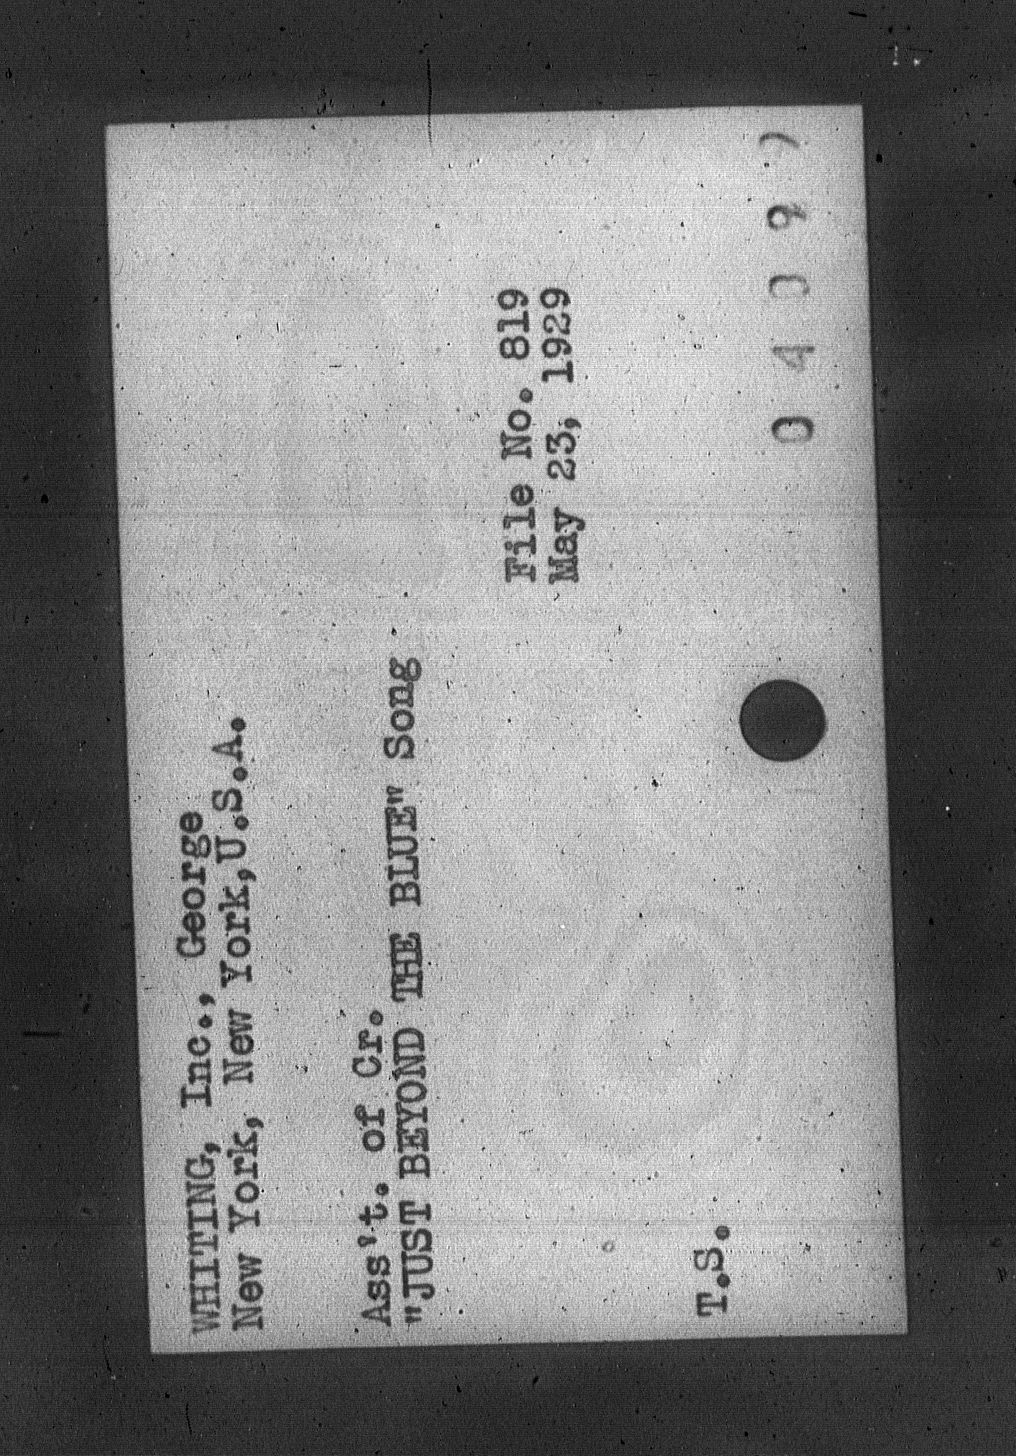 WHITING, Inc., George
New York, New York,U.S.A.
Ass't. of Cr.
"JUST BEYOND THE BLUE" Song
File No. 819
May 23, 1929
T.S.